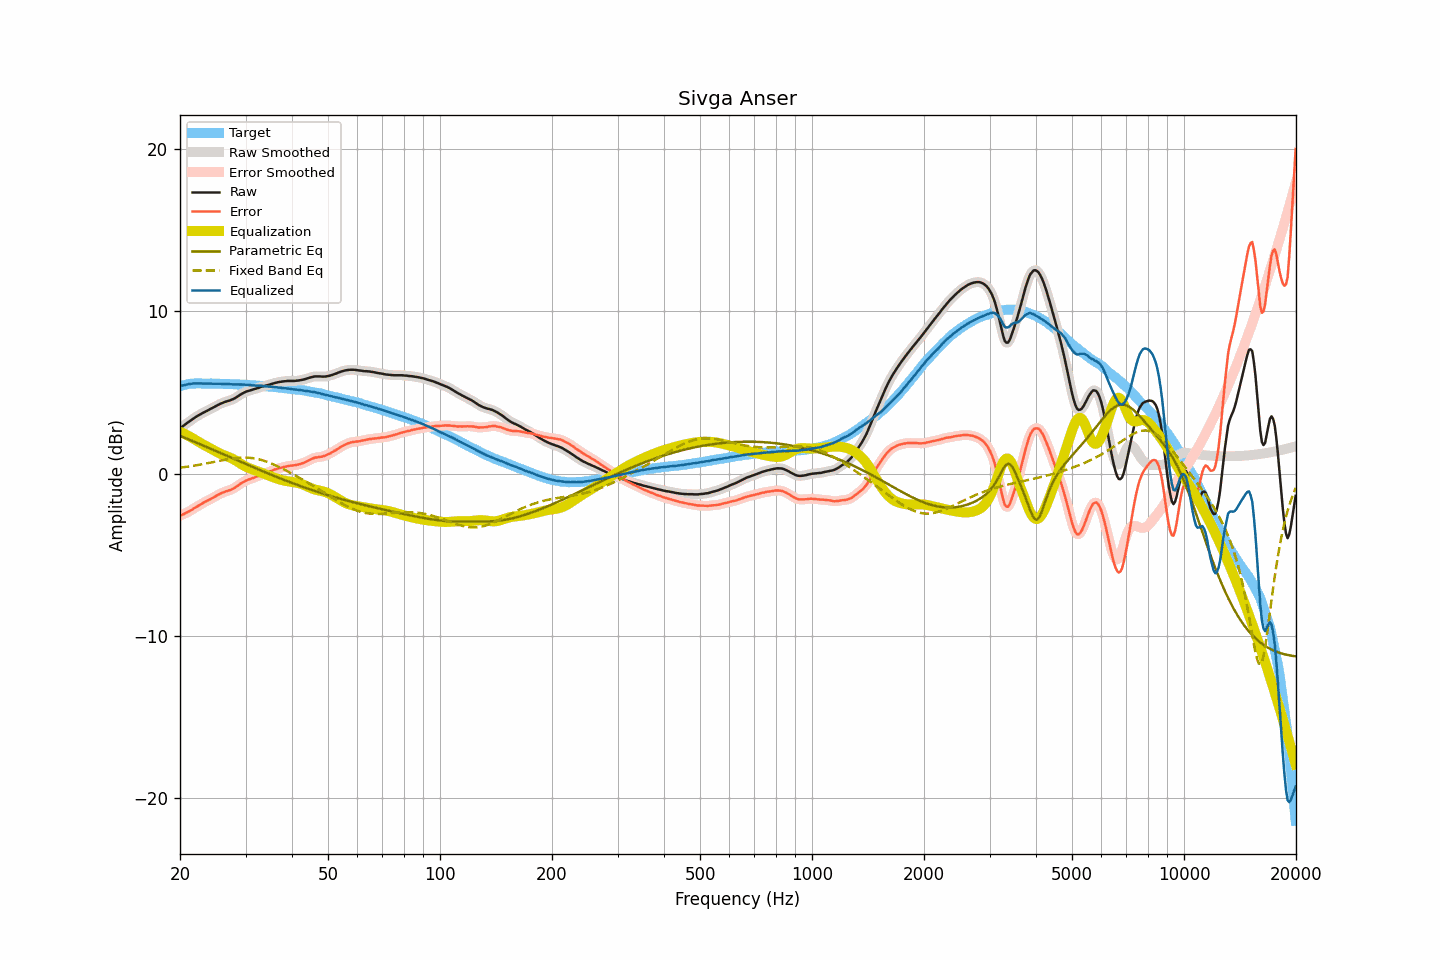 Sivga Anser
Target
Raw Smoothed
Error Smoothed
Raw
Error
Equalization
Parametric Eq
Fixed Band Eq
Equalized
20
10
0
−10
−20
Amplitude (dBr)
20 50 100 200 500 1000 2000 5000 10000 20000
Frequency (Hz)